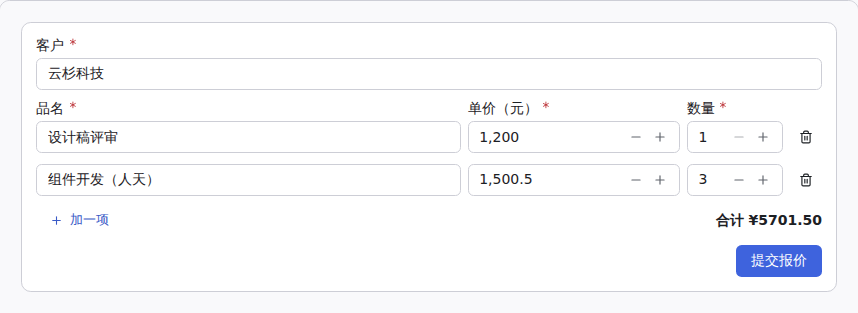 客户 *
云杉科技
品名 * 单价（元） * 数量 *
设计稿评审 1,200 − + 1 − +
组件开发（人天） 1,500.5 − + 3 − +
+ 加一项 合计 ¥5701.50
提交报价